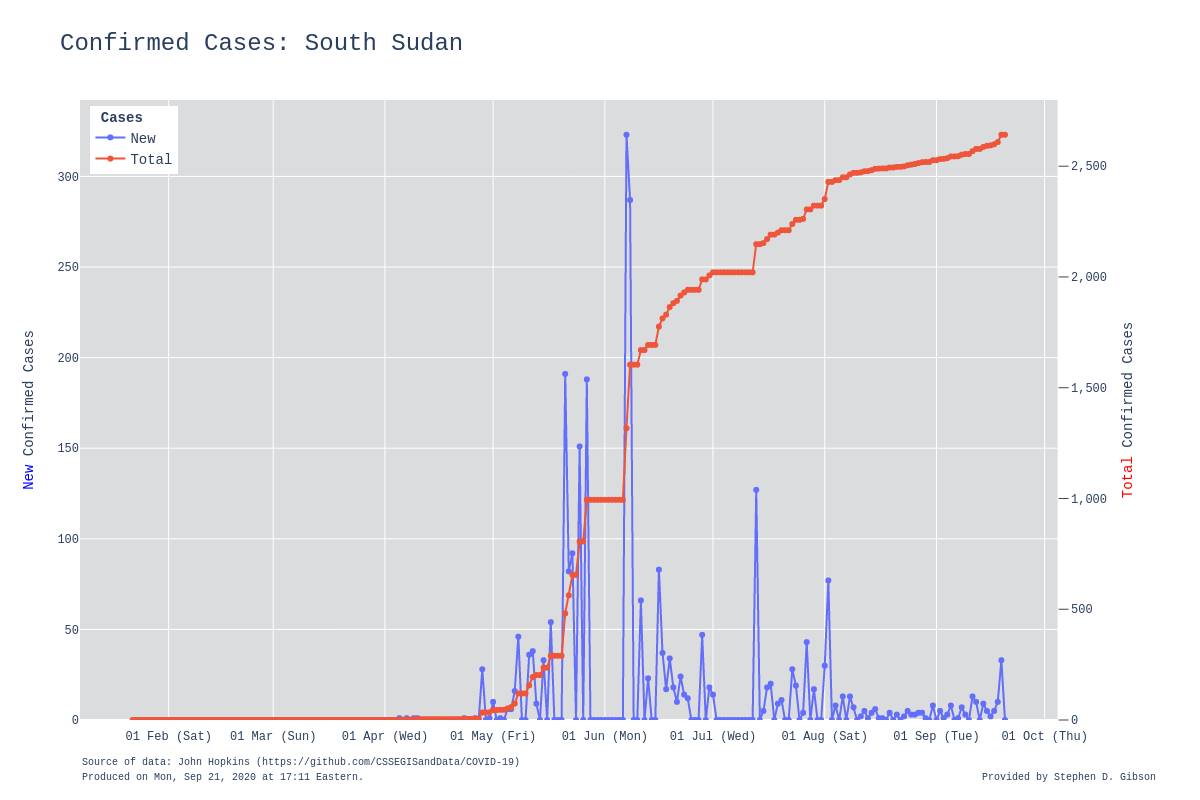 Confirmed Cases: South Sudan
Cases
New
Total
300
250
200
150
100
50
0
2,500
2,000
1,500
1,000
500
0
New Confirmed Cases
Total Confirmed Cases
01 Feb (Sat)
01 Mar (Sun)
01 Apr (Wed)
01 May (Fri)
01 Jun (Mon)
01 Jul (Wed)
01 Aug (Sat)
01 Sep (Tue)
01 Oct (Thu)
Source of data: John Hopkins (https://github.com/CSSEGISandData/COVID-19)
Produced on Mon, Sep 21, 2020 at 17:11 Eastern.
Provided by Stephen D. Gibson